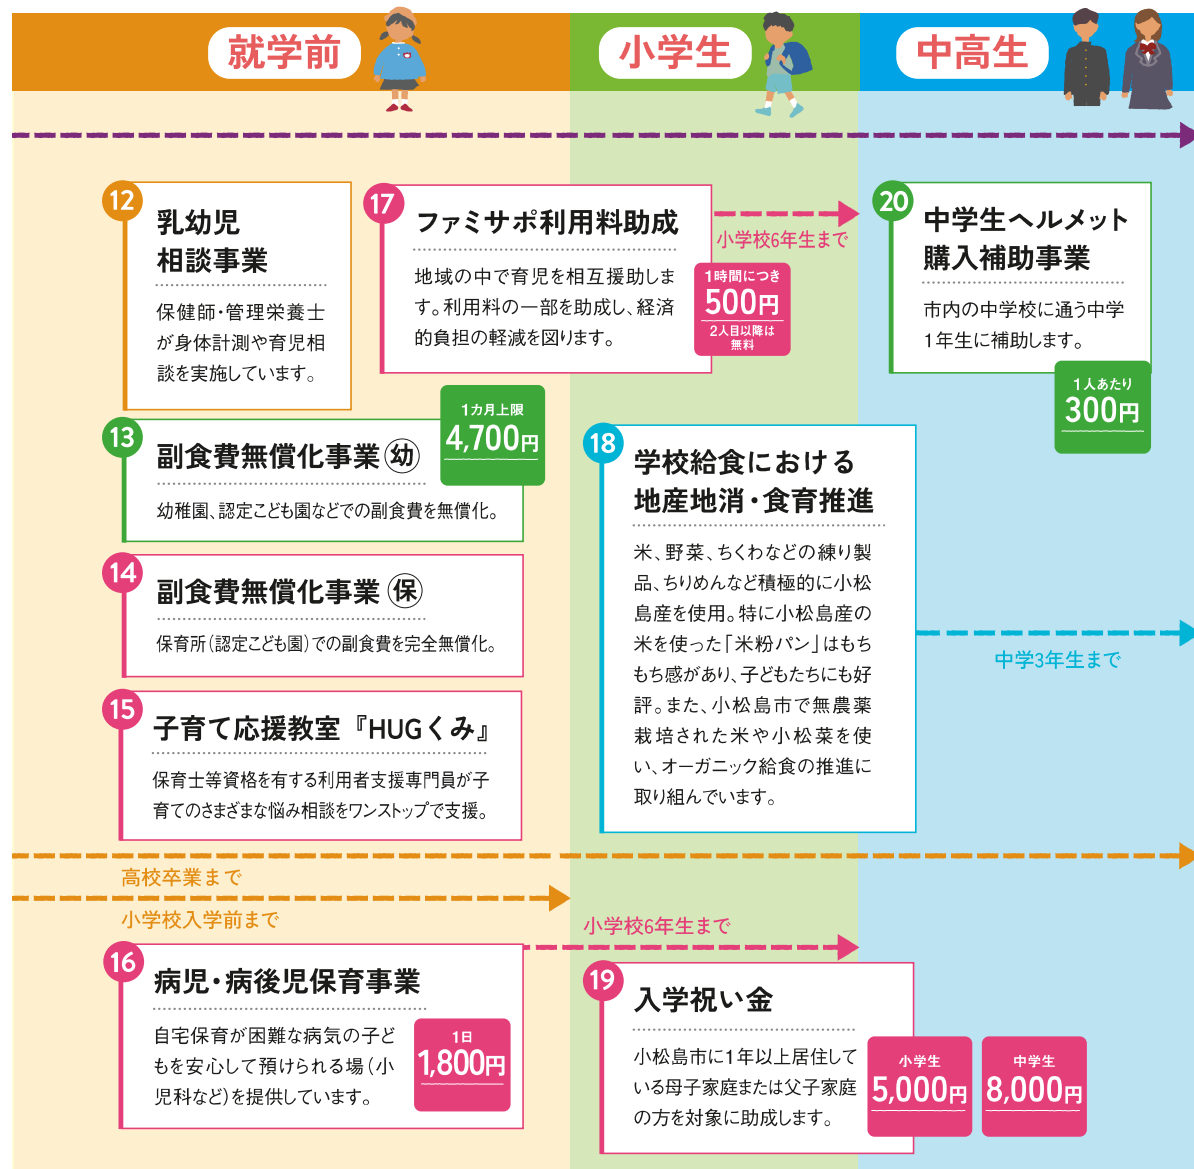 就学前
小学生
中高生
12
乳幼児
相談事業
保健師・管理栄養士
が身体計測や育児相
談を実施しています。
17
ファミサポ利用料助成
地域の中で育児を相互援助しま
す。利用料の一部を助成し、経済
的負担の軽減を図ります。
小学校6年生まで
1時間につき
500円
2人目以降は
無料
20
中学生ヘルメット
購入補助事業
市内の中学校に通う中学
1年生に補助します。
1人あたり
300円
13
副食費無償化事業㊗幼
幼稚園、認定こども園などでの副食費を無償化。
1カ月上限
4,700円
14
副食費無償化事業 保
保育所（認定こども園）での副食費を完全無償化。
15
子育て応援教室『HUGくみ』
保育士等資格を有する利用者支援専門員が子
育てのさまざまな悩み相談をワンストップで支援。
18
学校給食における
地産地消・食育推進
米、野菜、ちくわなどの練り製
品、ちりめんなど積極的に小松
島産を使用。特に小松島産の
米を使った「米粉パン」はもち
もち感があり、子どもたちにも好
評。また、小松島市で無農薬
栽培された米や小松菜を使
い、オーガニック給食の推進に
取り組んでいます。
中学3年生まで
高校卒業まで
小学校入学前まで
16
病児・病後児保育事業
自宅保育が困難な病気の子ど
もを安心して預けられる場（小
児科など）を提供しています。
1日
1,800円
小学校6年生まで
19
入学祝い金
小松島市に1年以上居住して
いる母子家庭または父子家庭
の方を対象に助成します。
小学生
5,000円
中学生
8,000円